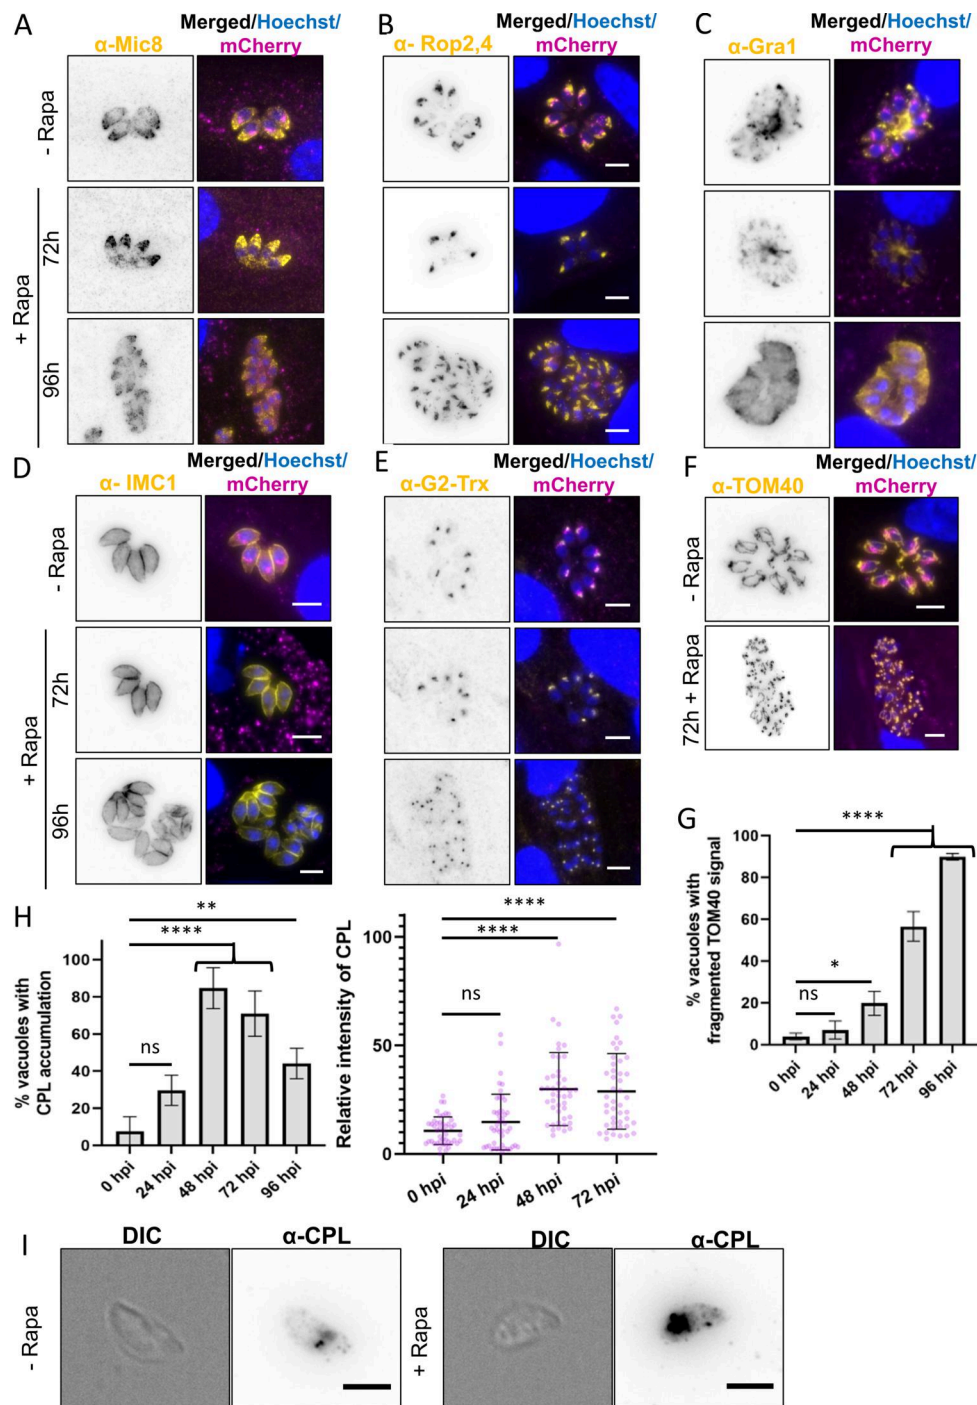 A
α-Mic8
Merged/Hoechst/
mCherry
- Rapa
+ Rapa
72h
96h
B
α- Rop2,4
Merged/Hoechst/
mCherry
C
α-Gra1
Merged/Hoechst/
mCherry
D
α- IMC1
Merged/Hoechst/
mCherry
- Rapa
+ Rapa
72h
96h
E
α-G2-Trx
Merged/Hoechst/
mCherry
F
α-TOM40
Merged/Hoechst/
mCherry
- Rapa
72h + Rapa
G
% vacuoles with
fragmented TOM40 signal
100
80
60
40
20
0
****
*
ns
0 hpi
24 hpi
48 hpi
72 hpi
96 hpi
H
% vacuoles with
CPL accumulation
100
80
60
40
20
0
**
****
ns
0 hpi
24 hpi
48 hpi
72 hpi
96 hpi
Relative intensity of CPL
100
50
0
****
****
ns
0 hpi
24 hpi
48 hpi
72 hpi
I
DIC
α-CPL
DIC
α-CPL
- Rapa
+ Rapa